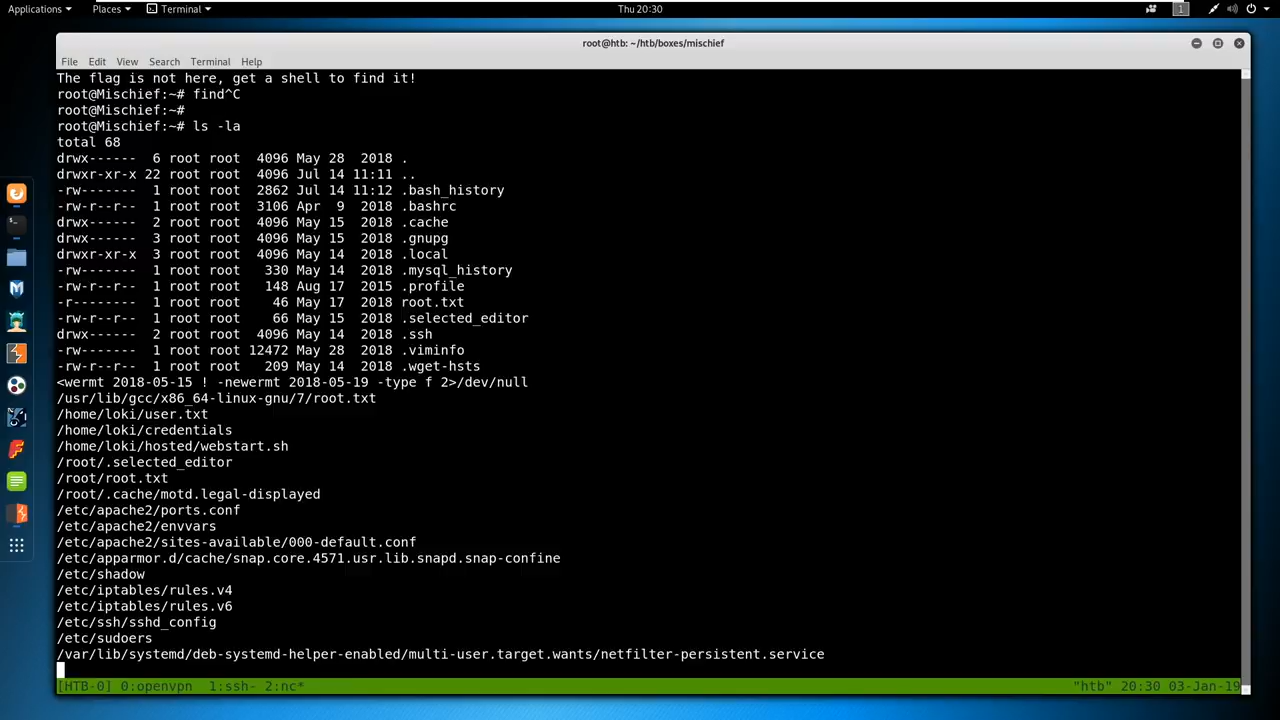 Applications Places Terminal Thu 20:30 1
root@htb: ~/htb/boxes/mischief
File Edit View Search Terminal Help
The flag is not here, get a shell to find it!
root@Mischief:~# find^C
root@Mischief:~#
root@Mischief:~# ls -la
total 68
drwx------  6 root root  4096 May 28  2018 .
drwxr-xr-x 22 root root  4096 Jul 14 11:11 ..
-rw-------  1 root root  2862 Jul 14 11:12 .bash_history
-rw-r--r--  1 root root  3106 Apr  9  2018 .bashrc
drwx------  2 root root  4096 May 15  2018 .cache
drwx------  3 root root  4096 May 15  2018 .gnupg
drwxr-xr-x  3 root root  4096 May 14  2018 .local
-rw-------  1 root root   330 May 14  2018 .mysql_history
-rw-r--r--  1 root root   148 Aug 17  2015 .profile
-r--------  1 root root    46 May 17  2018 root.txt
-rw-r--r--  1 root root    66 May 15  2018 .selected_editor
drwx------  2 root root  4096 May 14  2018 .ssh
-rw-------  1 root root 12472 May 28  2018 .viminfo
-rw-r--r--  1 root root   209 May 14  2018 .wget-hsts
<wermt 2018-05-15 ! -newermt 2018-05-19 -type f 2>/dev/null
/usr/lib/gcc/x86_64-linux-gnu/7/root.txt
/home/loki/user.txt
/home/loki/credentials
/home/loki/hosted/webstart.sh
/root/.selected_editor
/root/root.txt
/root/.cache/motd.legal-displayed
/etc/apache2/ports.conf
/etc/apache2/envvars
/etc/apache2/sites-available/000-default.conf
/etc/apparmor.d/cache/snap.core.4571.usr.lib.snapd.snap-confine
/etc/shadow
/etc/iptables/rules.v4
/etc/iptables/rules.v6
/etc/ssh/sshd_config
/etc/sudoers
/var/lib/systemd/deb-systemd-helper-enabled/multi-user.target.wants/netfilter-persistent.service
[HTB-0] 0:openvpn  1:ssh- 2:nc* "htb" 20:30 03-Jan-19